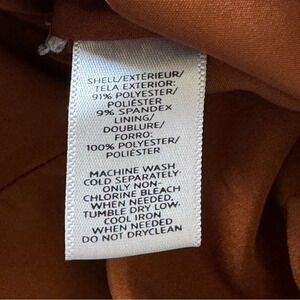 SHELL/EXTÉRIEUR/
TELA EXTERIOR:
91% POLYESTER/
POLIÉSTER
9% SPANDEX
LINING/
DOUBLURE/
FORRO:
100% POLYESTER/
POLIÉSTER
MACHINE WASH
COLD SEPARATELY
ONLY NON-
CHLORINE BLEACH
WHEN NEEDED,
TUMBLE DRY LOW,
COOL IRON
WHEN NEEDED
DO NOT DRYCLEAN